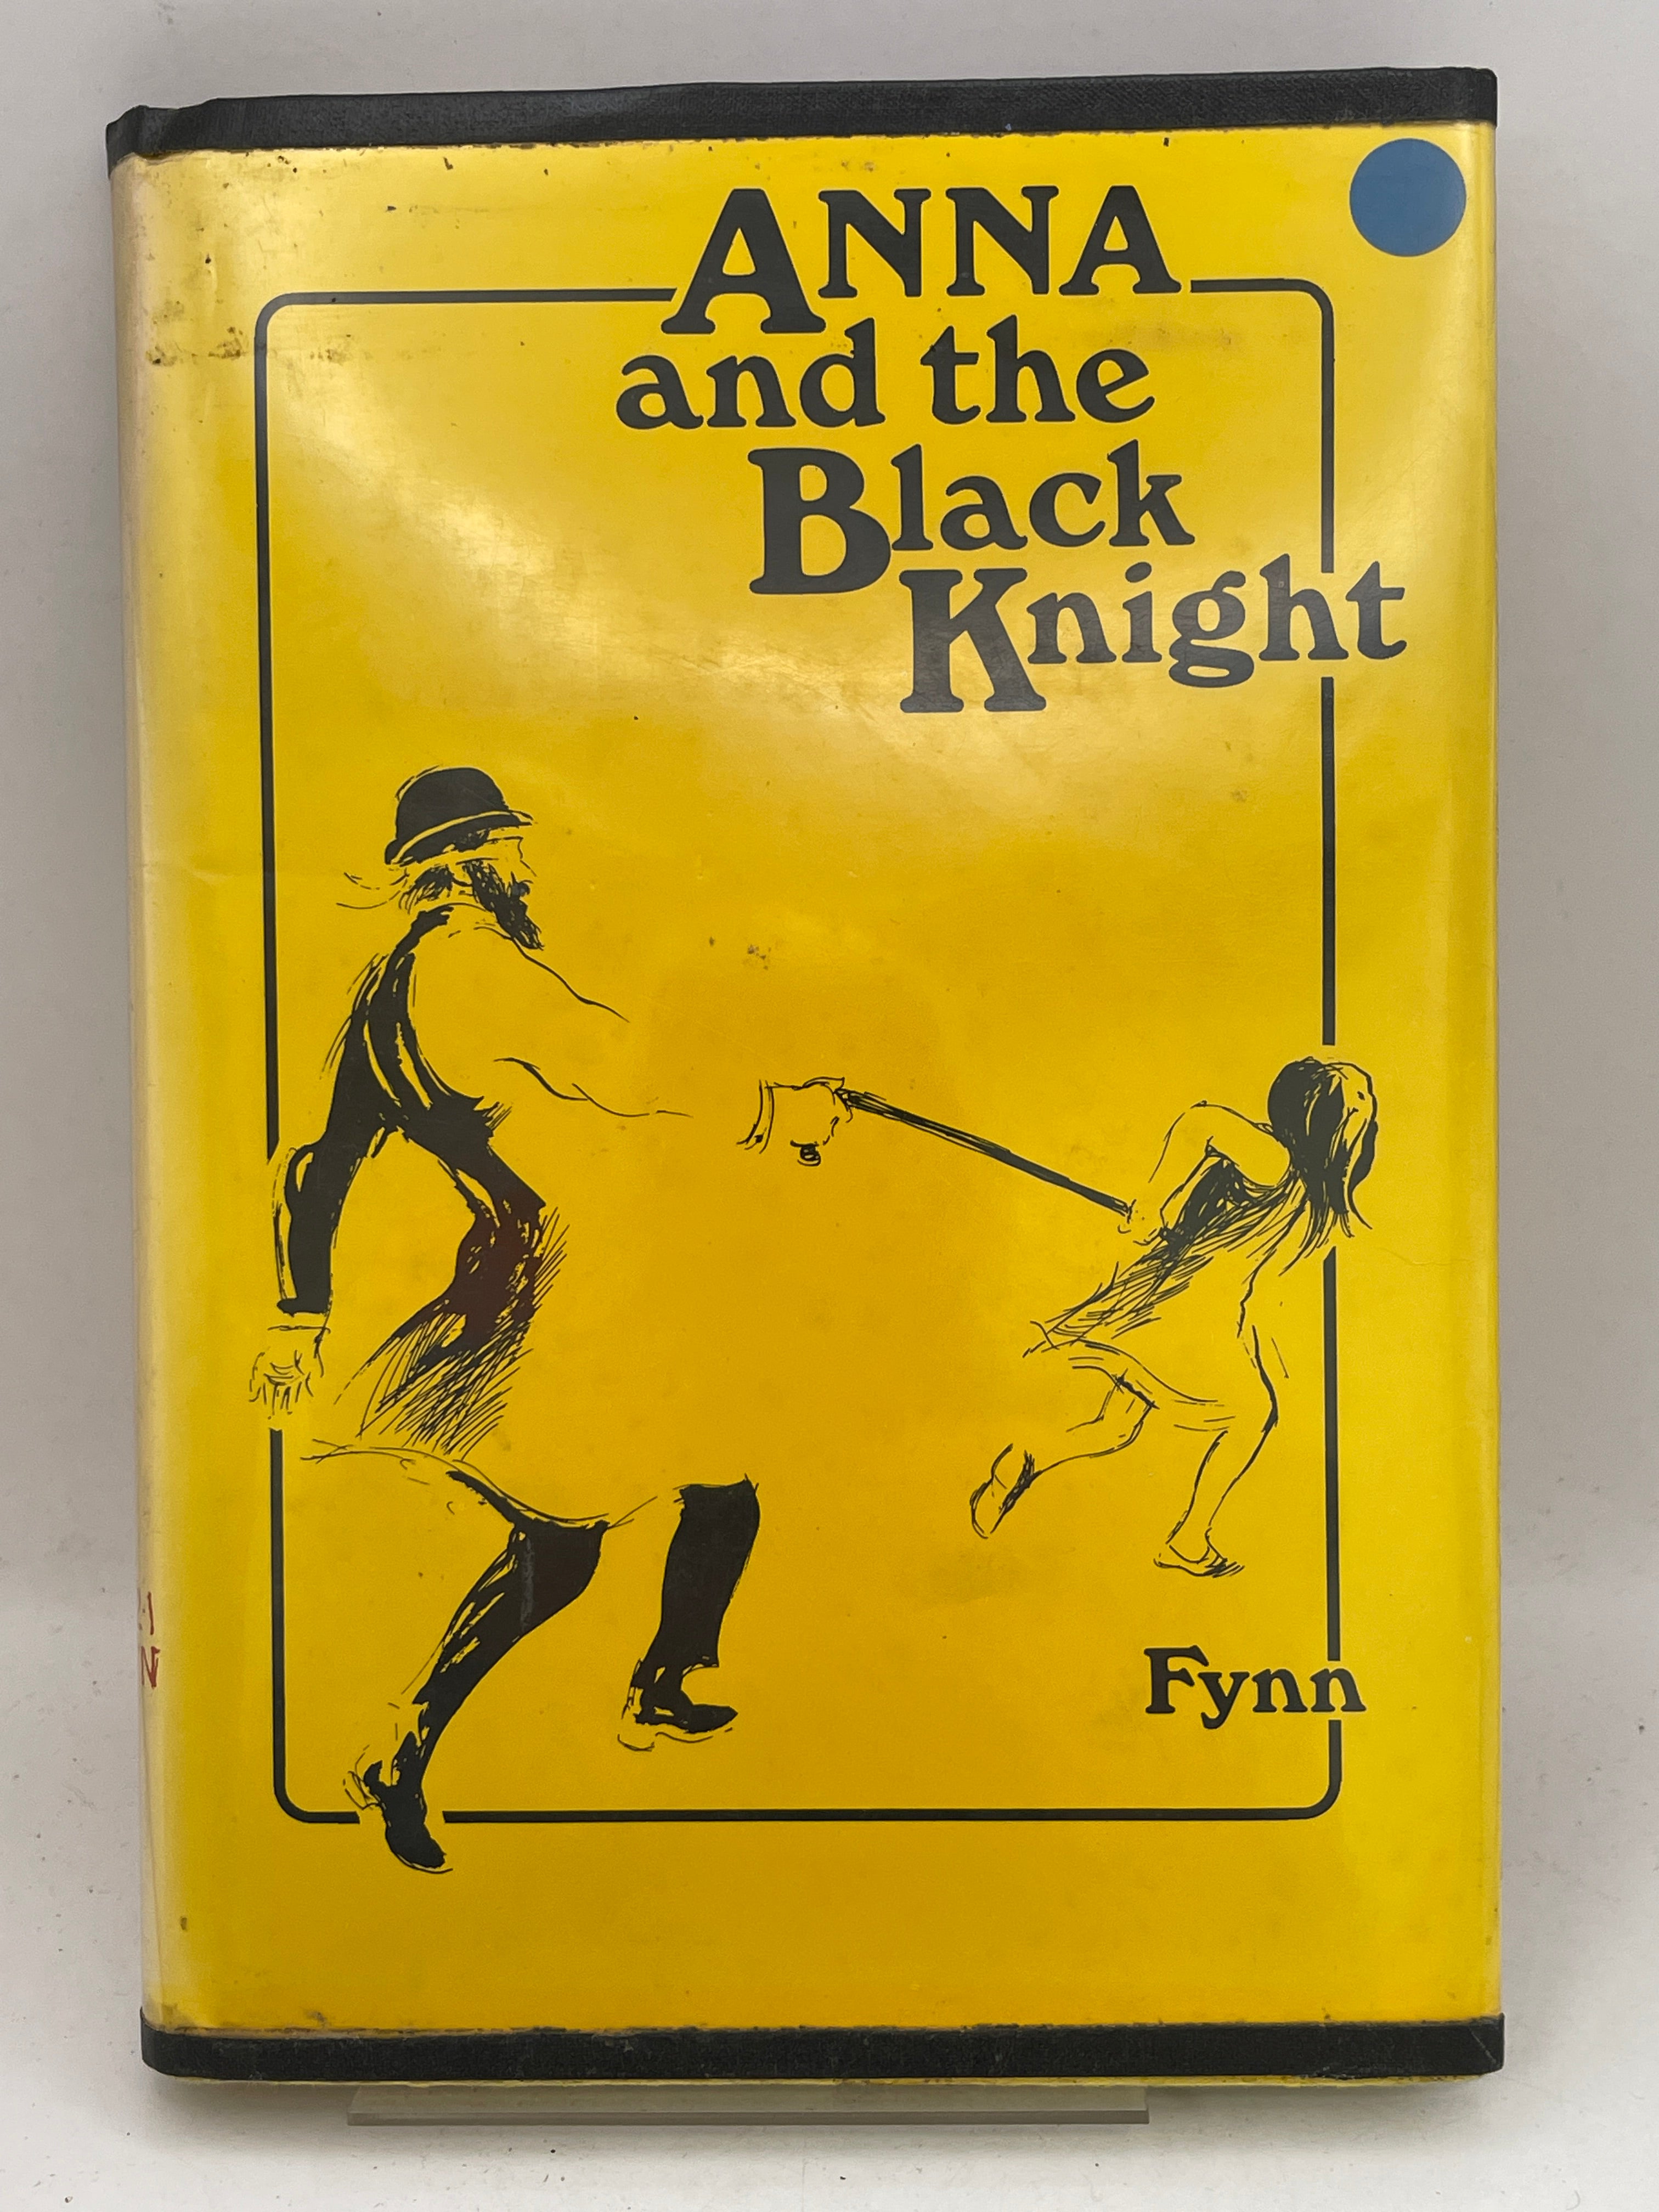 ANNA
and the
Black
Knight
Fynn